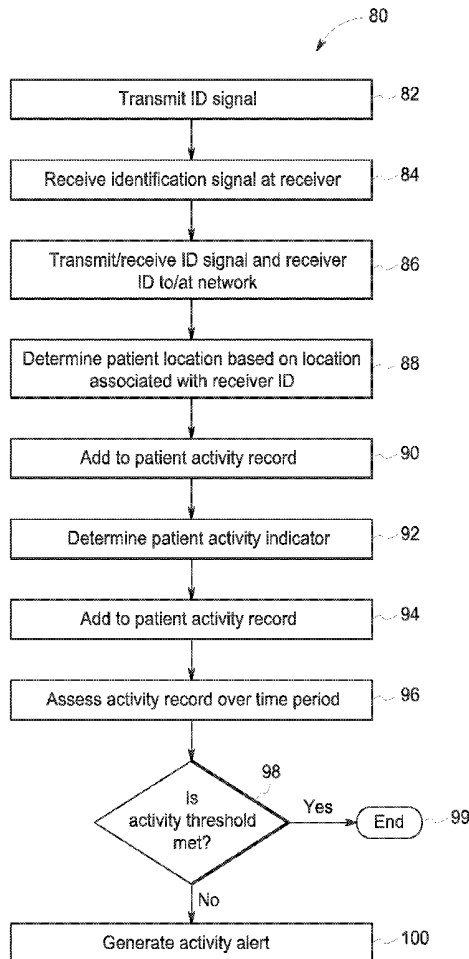 80
Transmit ID signal
82
Receive identification signal at receiver
84
Transmit/receive ID signal and receiver
ID to/at network
86
Determine patient location based on location
associated with receiver ID
88
Add to patient activity record
90
Determine patient activity indicator
92
Add to patient activity record
94
Assess activity record over time period
96
98
Is
activity threshold
met?
Yes
End
99
No
Generate activity alert
100